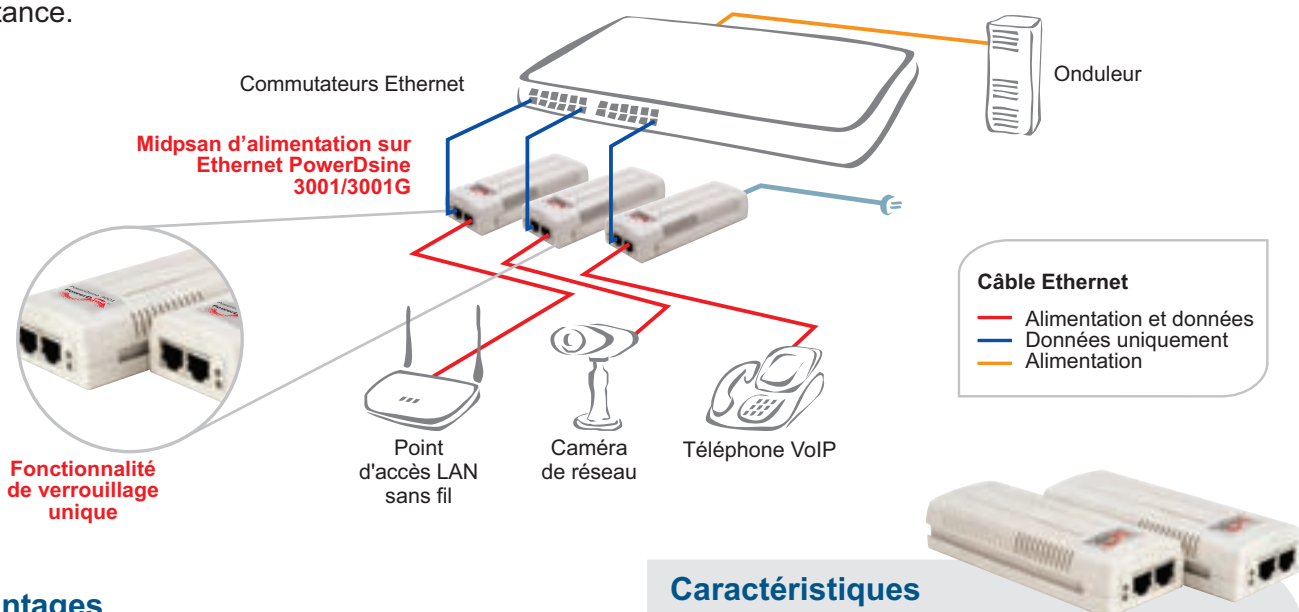 tance.
Commutateurs Ethernet
Onduleur
Midpsan d'alimentation sur
Ethernet PowerDsine
3001/3001G
Câble Ethernet
Alimentation et données
Données uniquement
Alimentation
Point
d'accès LAN
sans fil
Caméra
de réseau
Téléphone VoIP
Fonctionnalité
de verrouillage
unique
Caractéristiques
ntages